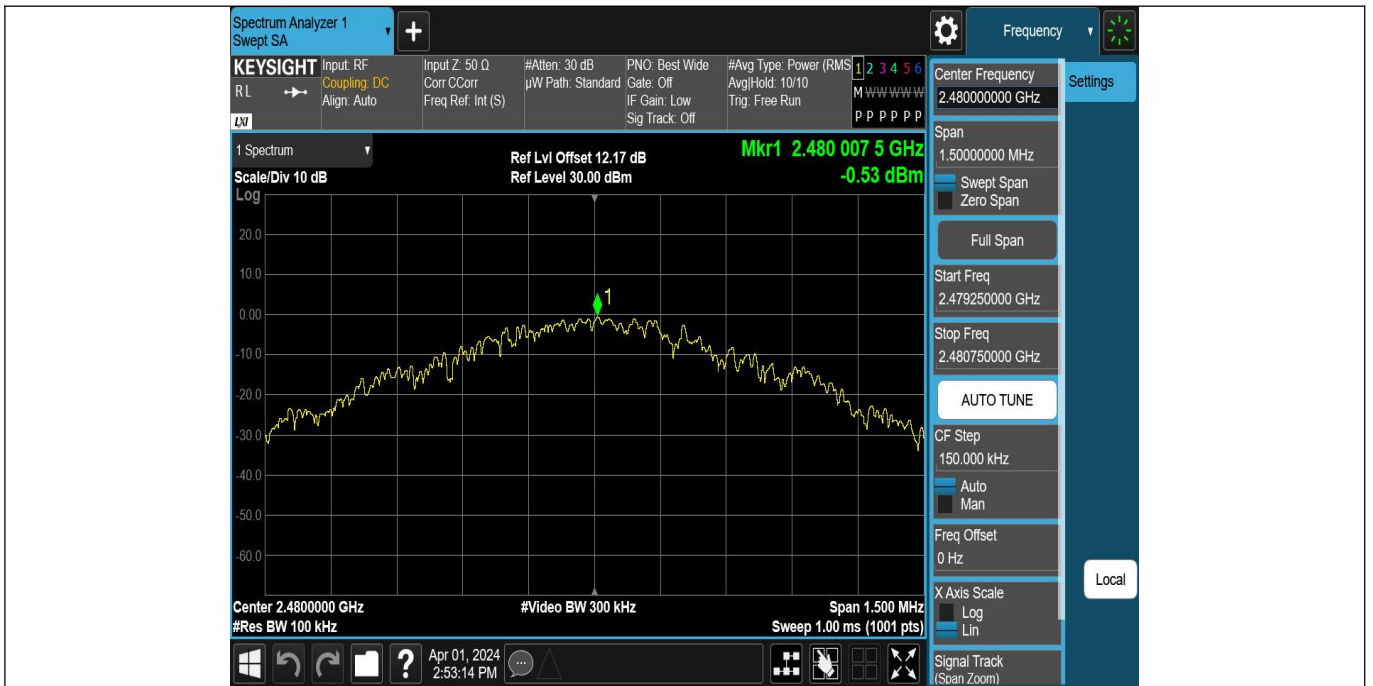 Spectrum Analyzer 1
Swept SA
Frequency
KEYSIGHT
RL
LXI
Input: RF
Coupling: DC
Align: Auto
Input Z: 50 Ω
Corr CCorr
Freq Ref: Int (S)
#Atten: 30 dB
µW Path: Standard
PNO: Best Wide
Gate: Off
IF Gain: Low
Sig Track: Off
#Avg Type: Power (RMS
Avg|Hold: 10/10
Trig: Free Run
1 2 3 4 5 6
M W W W W W
P P P P P P
1 Spectrum
Scale/Div 10 dB
Ref Lvl Offset 12.17 dB
Ref Level 30.00 dBm
Mkr1 2.480 007 5 GHz
-0.53 dBm
Log
20.0
10.0
0.00
-10.0
-20.0
-30.0
-40.0
-50.0
-60.0
1
Center 2.4800000 GHz
#Res BW 100 kHz
#Video BW 300 kHz
Span 1.500 MHz
Sweep 1.00 ms (1001 pts)
Apr 01, 2024
2:53:14 PM
Center Frequency
2.480000000 GHz
Span
1.50000000 MHz
Swept Span
Zero Span
Full Span
Start Freq
2.479250000 GHz
Stop Freq
2.480750000 GHz
AUTO TUNE
CF Step
150.000 kHz
Auto
Man
Freq Offset
0 Hz
X Axis Scale
Log
Lin
Signal Track
(Span Zoom)
Settings
Local